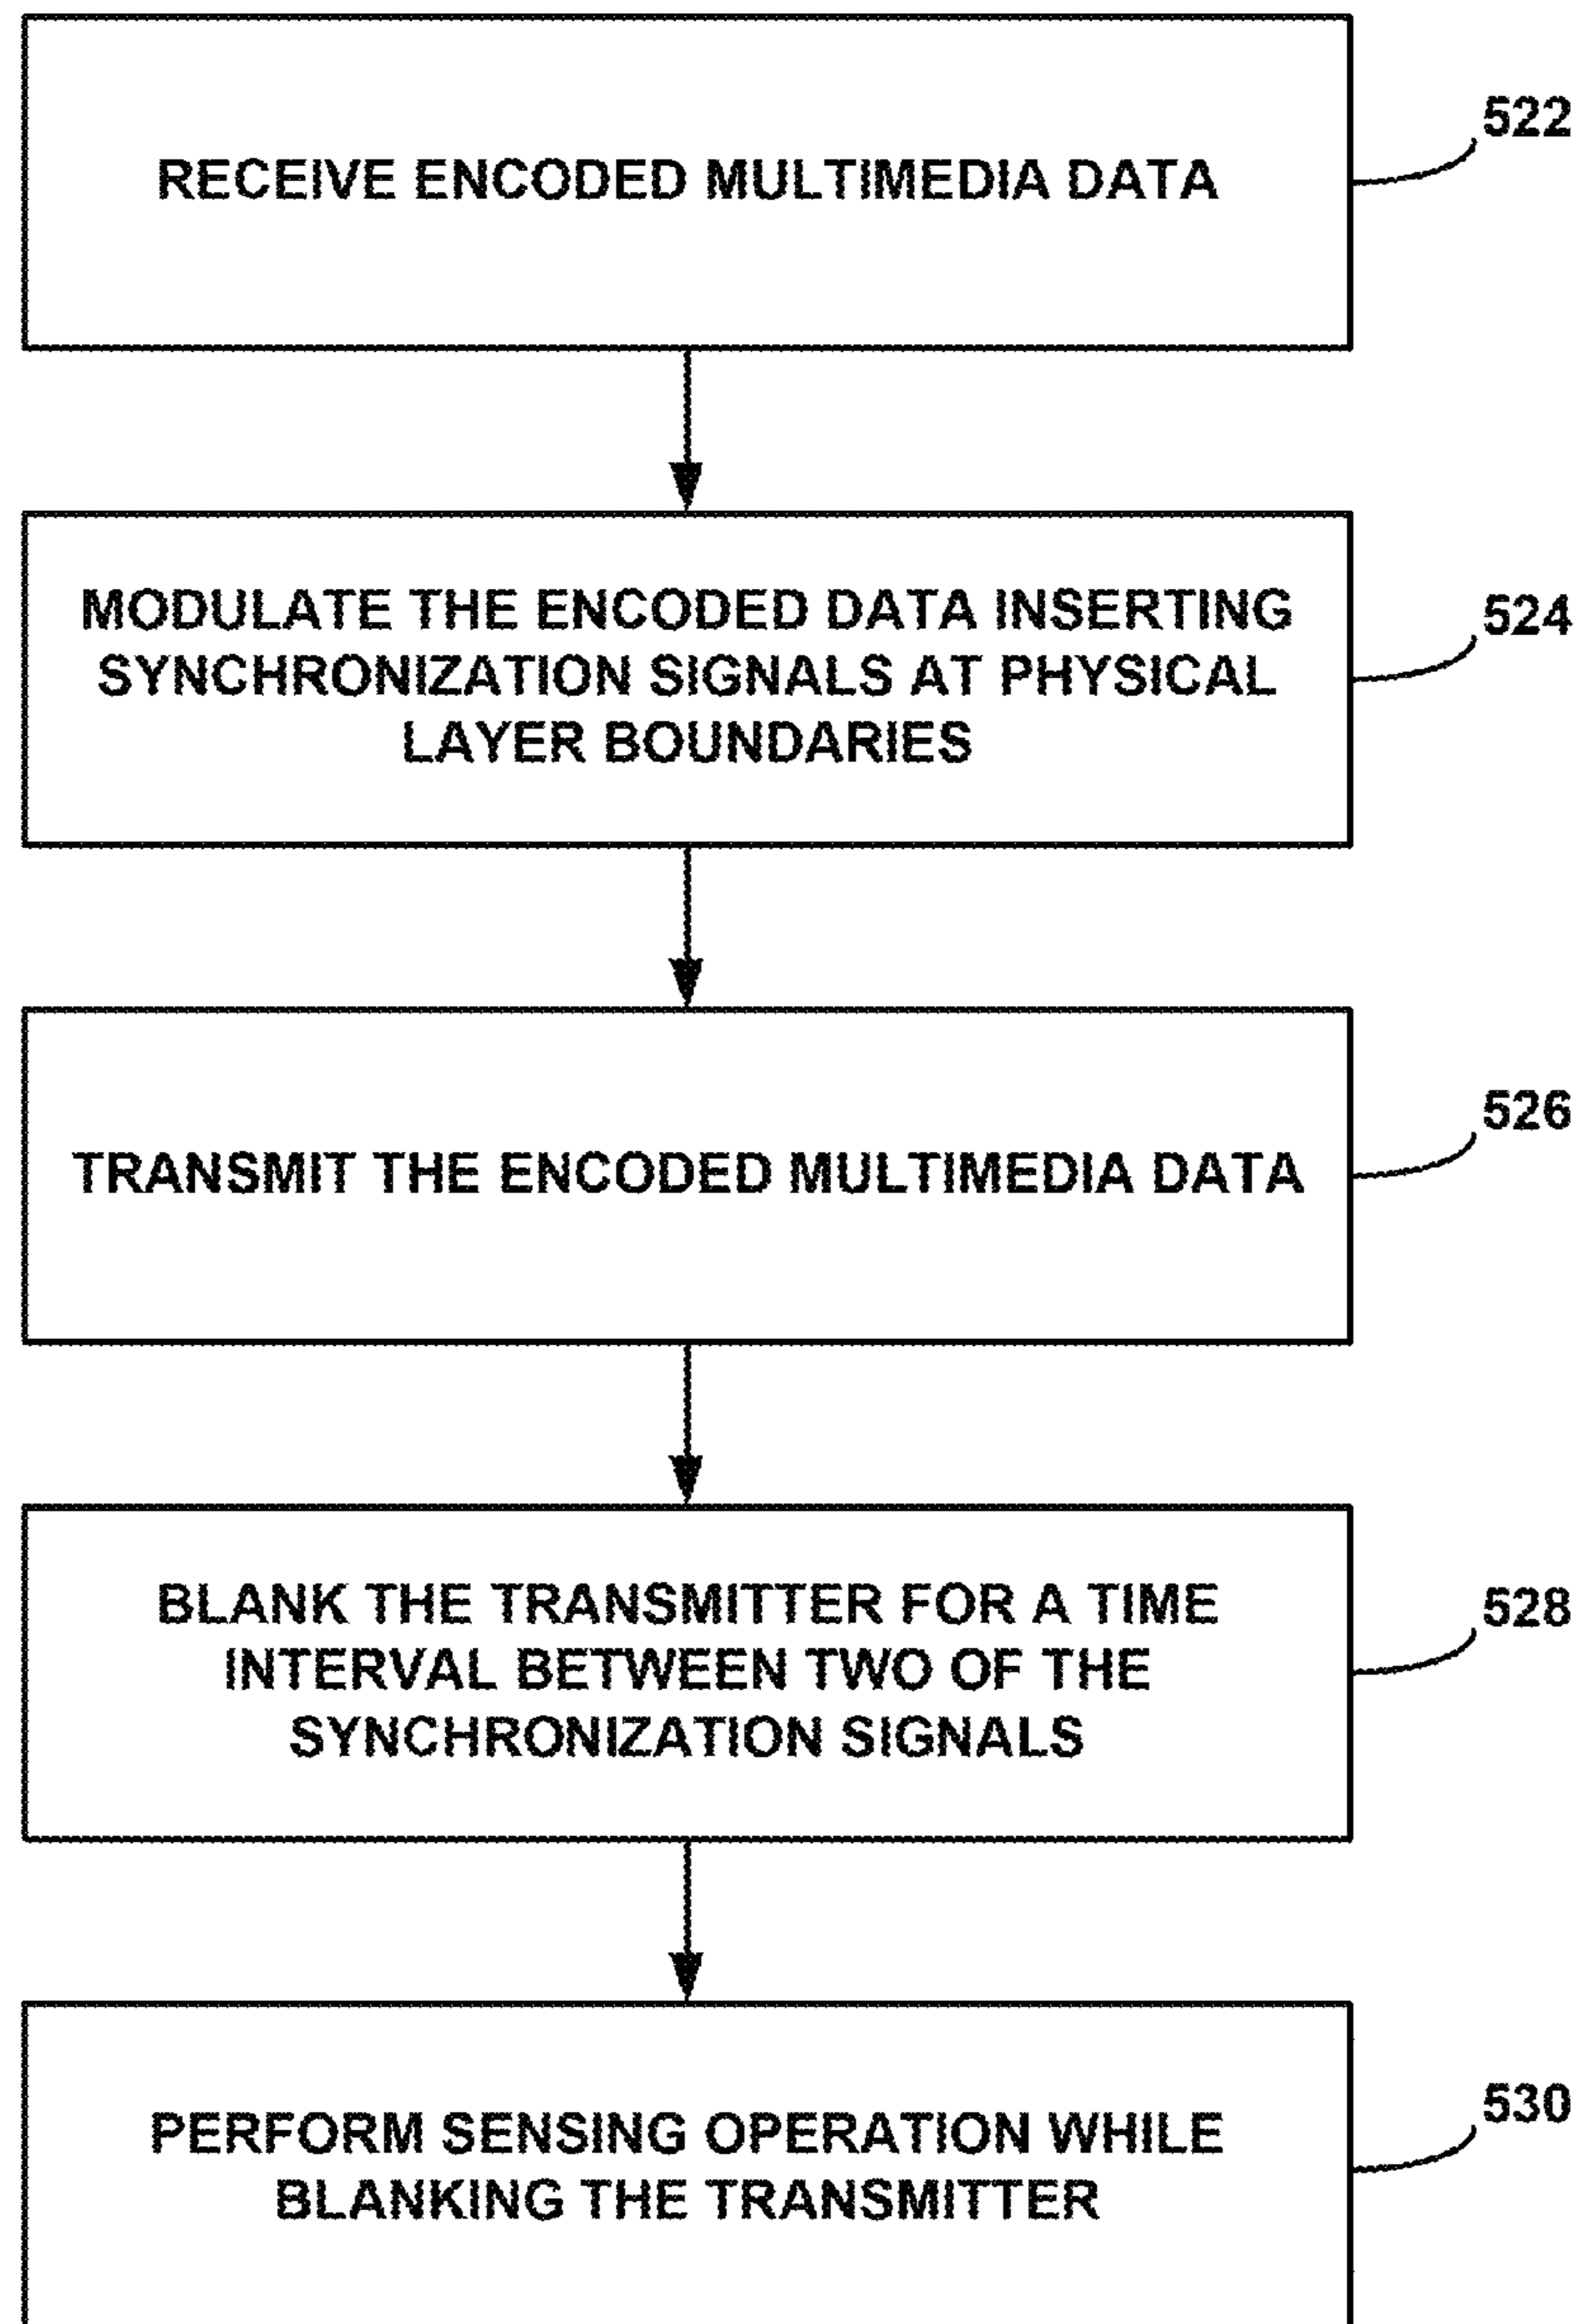 RECEIVE ENCODED MULTIMEDIA DATA
522
MODULATE THE ENCODED DATA INSERTING
SYNCHRONIZATION SIGNALS AT PHYSICAL
LAYER BOUNDARIES
524
TRANSMIT THE ENCODED MULTIMEDIA DATA
526
BLANK THE TRANSMITTER FOR A TIME
INTERVAL BETWEEN TWO OF THE
SYNCHRONIZATION SIGNALS
528
PERFORM SENSING OPERATION WHILE
BLANKING THE TRANSMITTER
530